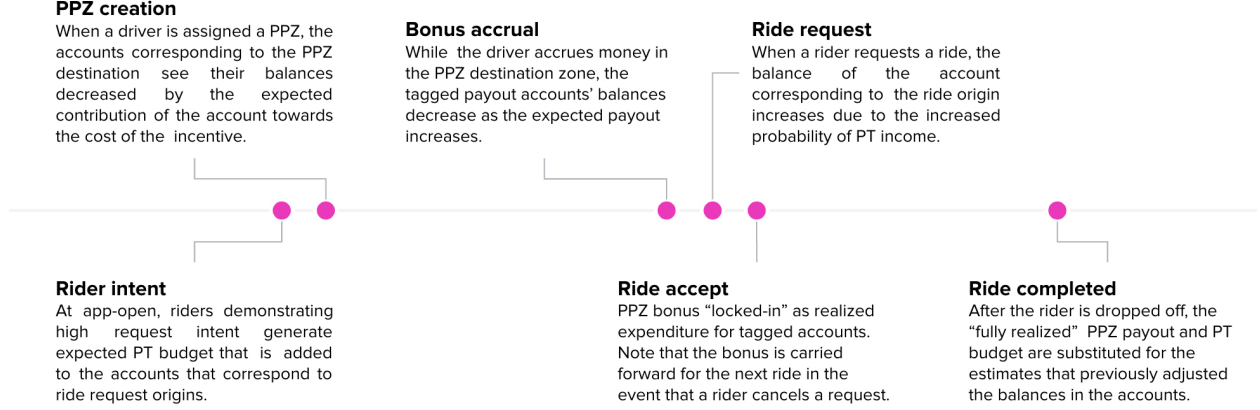 PPZ creation
When a driver is assigned a PPZ, the
accounts corresponding to the PPZ
destination see their balances
decreased by the expected
contribution of the account towards
the cost of the incentive.
Bonus accrual
While the driver accrues money in
the PPZ destination zone, the
tagged payout accounts' balances
decrease as the expected payout
increases.
Ride request
When a rider requests a ride, the
balance of the account
corresponding to the ride origin
increases due to the increased
probability of PT income.
Rider intent
At app-open, riders demonstrating
high request intent generate
expected PT budget that is added
to the accounts that correspond to
ride request origins.
Ride accept
PPZ bonus “locked-in” as realized
expenditure for tagged accounts.
Note that the bonus is carried
forward for the next ride in the
event that a rider cancels a request.
Ride completed
After the rider is dropped off, the
“fully realized” PPZ payout and PT
budget are substituted for the
estimates that previously adjusted
the balances in the accounts.